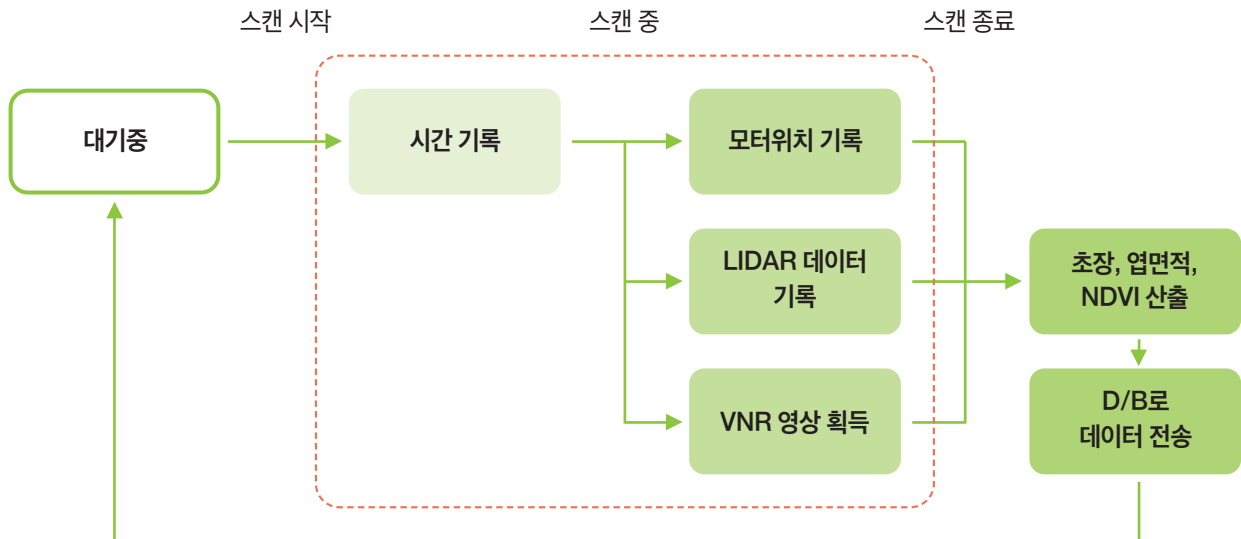 스캔 시작
스캔 중
스캔 종료
대기중
시간 기록
모터위치 기록
LIDAR 데이터
기록
VNR 영상 획득
초장, 엽면적,
NDVI 산출
D/B로
데이터 전송